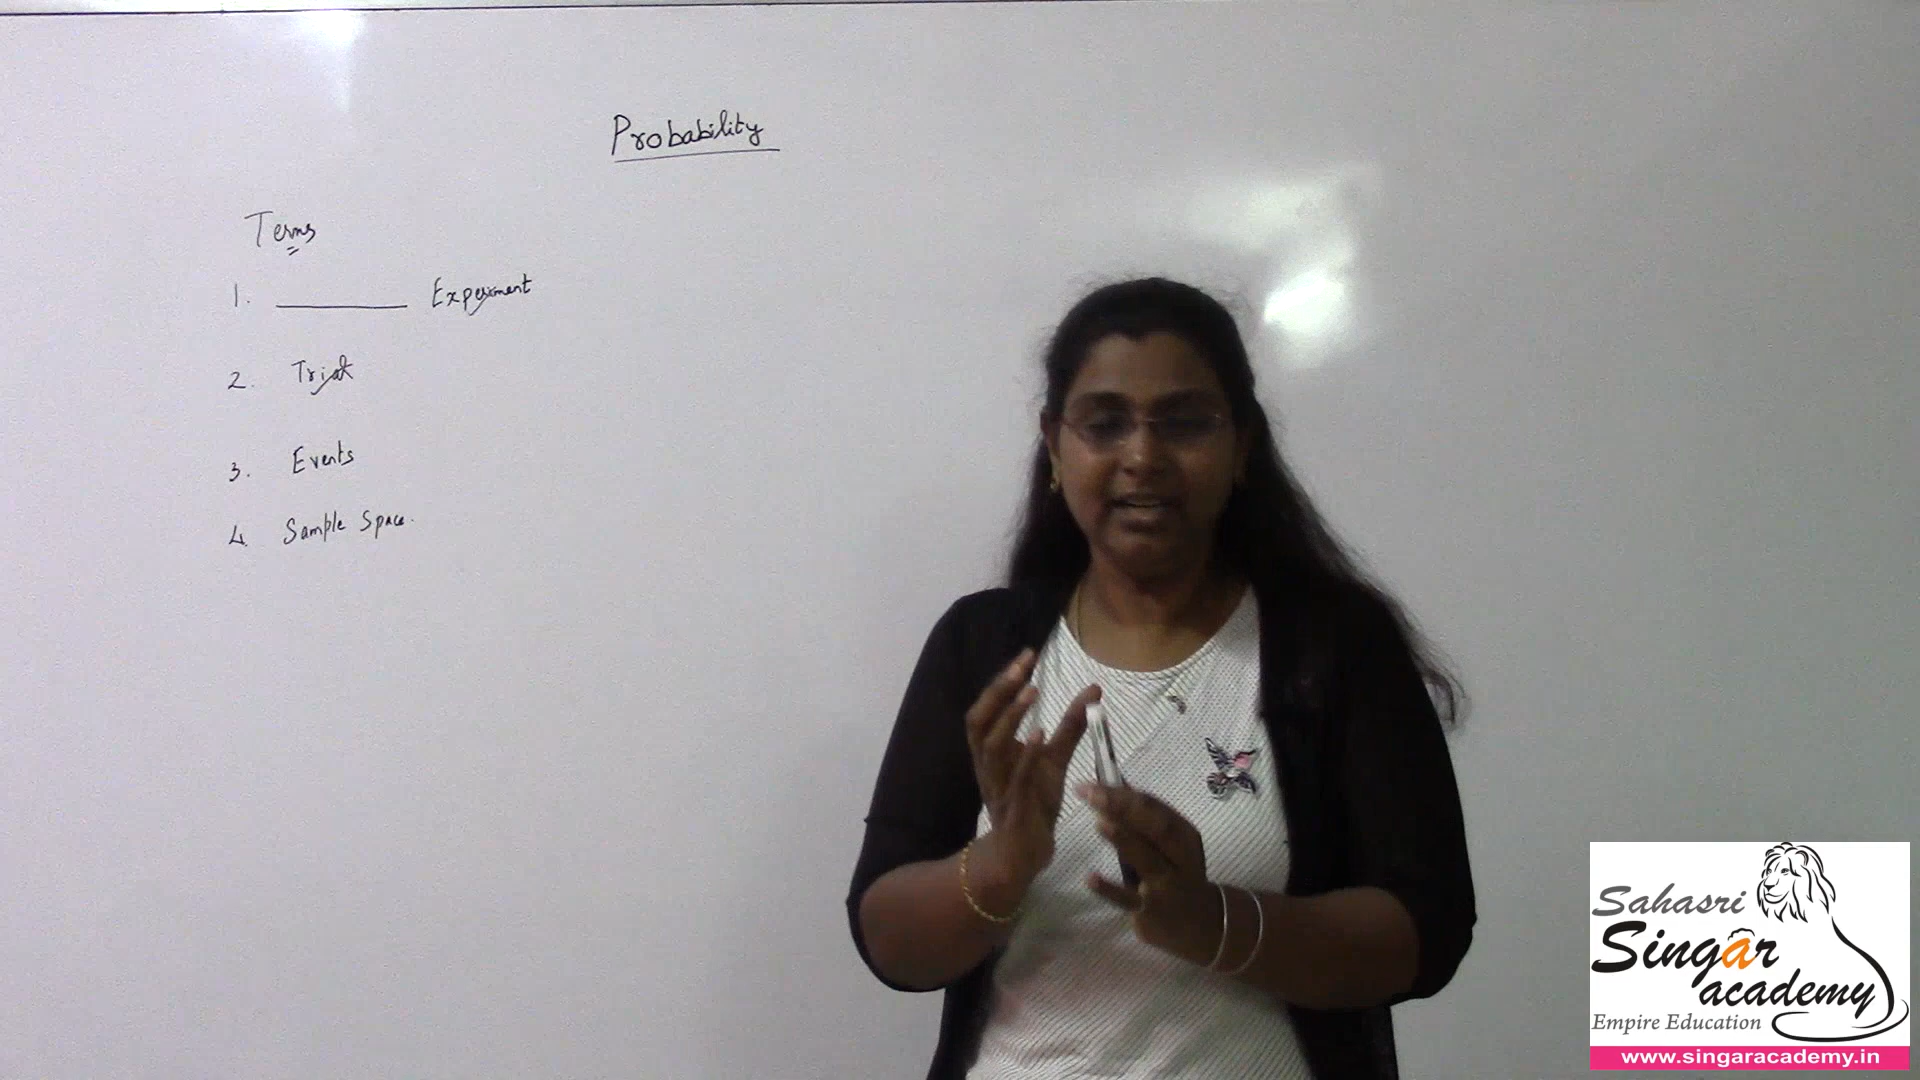 Probability
Terms
1. ________ Experiment
2. Trial
3. Events
4. Sample Space.
Sahasri
Singar
academy
Empire Education
www.singaracademy.in